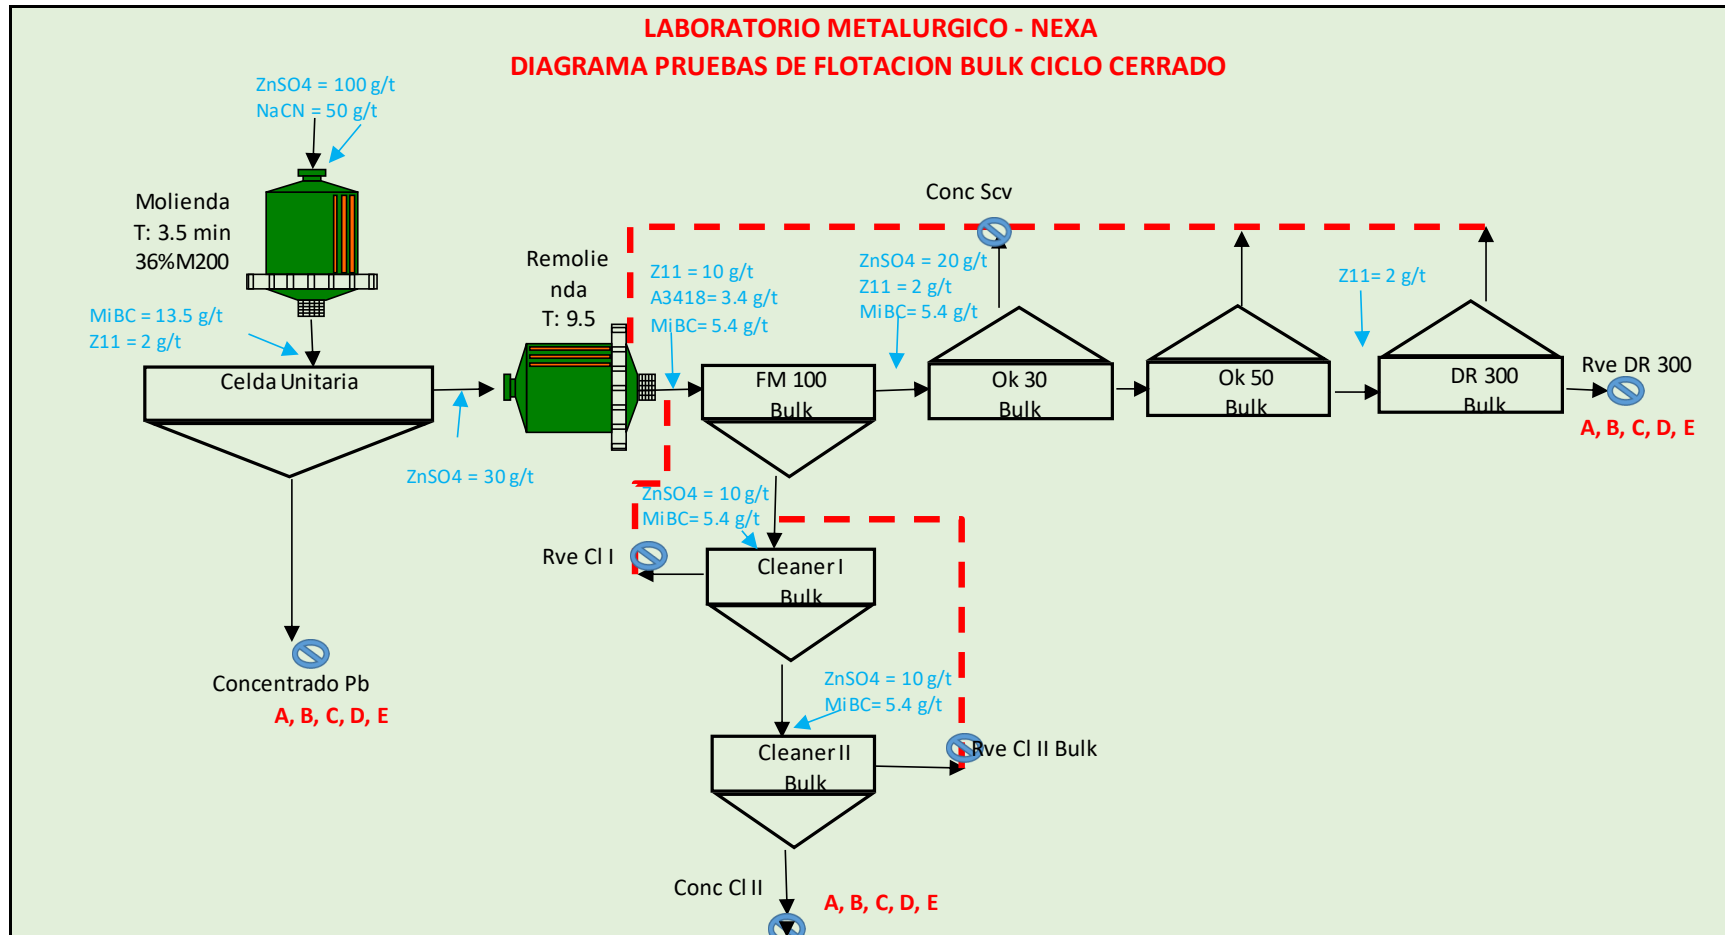 LABORATORIO METALURGICO - NEXA
DIAGRAMA PRUEBAS DE FLOTACION BULK CICLO CERRADO
ZnSO4 = 100 g/t
NaCN = 50 g/t
Molienda
T: 3.5 min
36%M200
MiBC = 13.5 g/t
Z11 = 2 g/t
Celda Unitaria
ZnSO4 = 30 g/t
Concentrado Pb
A, B, C, D, E
Remolie
nda
T: 9.5
Z11 = 10 g/t
A3418= 3.4 g/t
MiBC= 5.4 g/t
FM 100
Bulk
ZnSO4 = 20 g/t
Z11 = 2 g/t
MiBC= 5.4 g/t
Conc Scv
Ok 30
Bulk
Ok 50
Bulk
Z11= 2 g/t
DR 300
Bulk
Rve DR 300
A, B, C, D, E
ZnSO4 = 10 g/t
MiBC= 5.4 g/t
Rve Cl I
Cleaner I
Bulk
ZnSO4 = 10 g/t
MiBC= 5.4 g/t
Cleaner II
Bulk
Rve Cl II Bulk
Conc Cl II
A, B, C, D, E